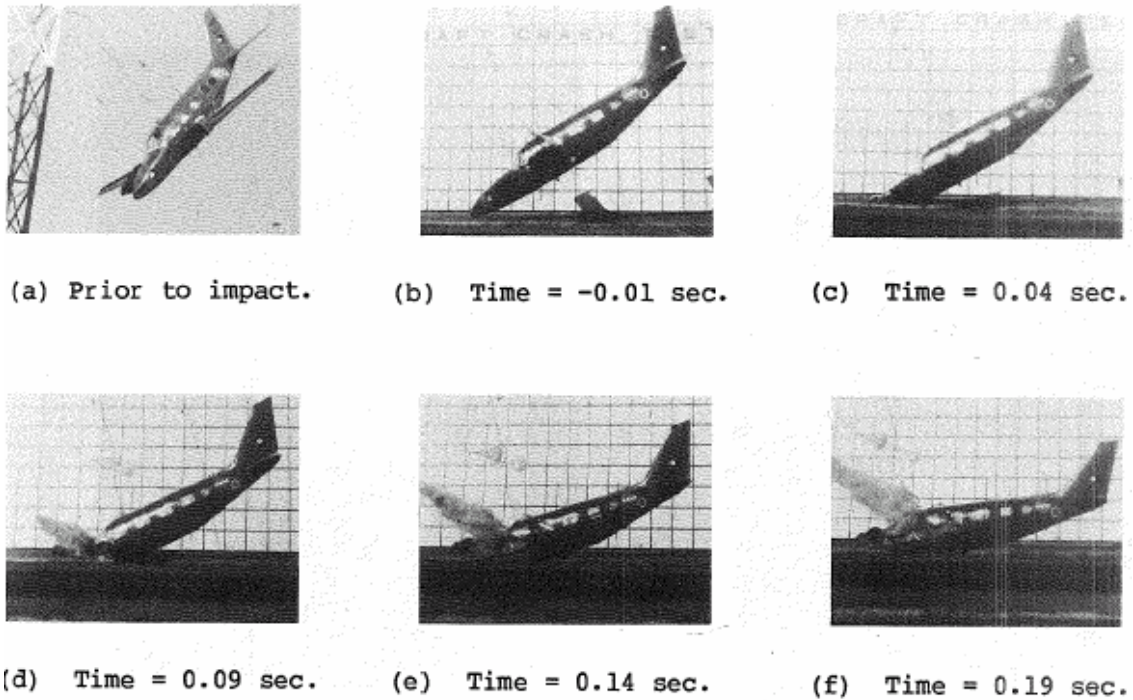 (a) Prior to impact.
(b) Time = -0.01 sec.
(c) Time = 0.04 sec.
(d) Time = 0.09 sec.
(e) Time = 0.14 sec.
(f) Time = 0.19 sec.